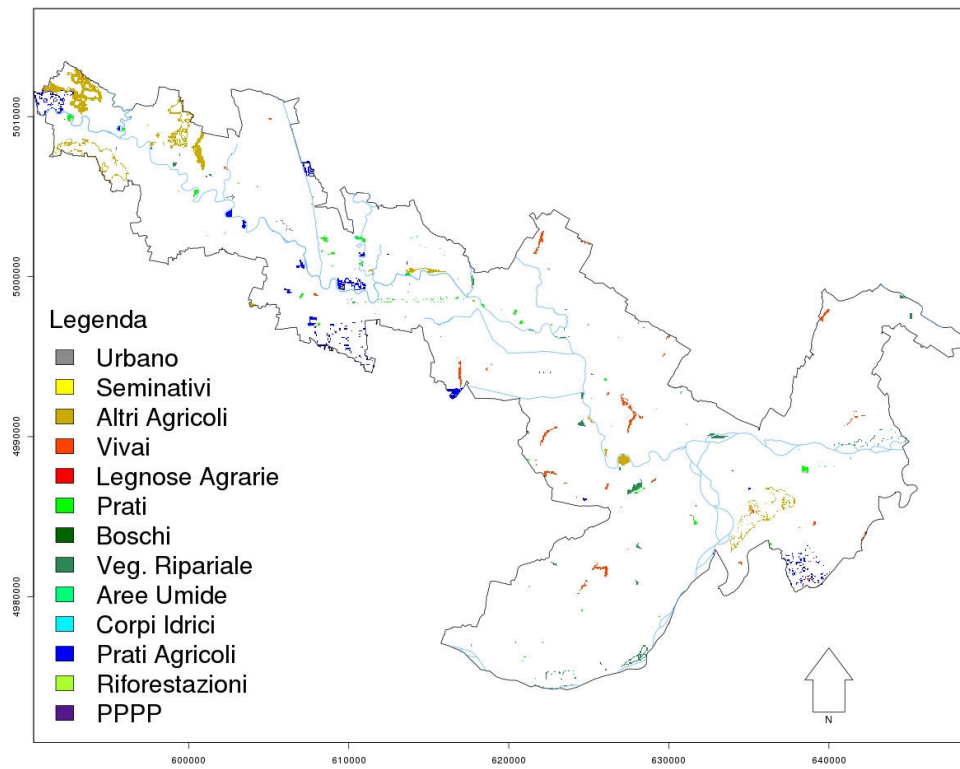 5010000
5000000
4990000
4980000
Legenda
Urbano
Seminativi
Altri Agricoli
Vivai
Legnose Agrarie
Prati
Boschi
Veg. Ripariale
Aree Umide
Corpi Idrici
Prati Agricoli
Riforestazioni
PPPP
N
600000 610000 620000 630000 640000